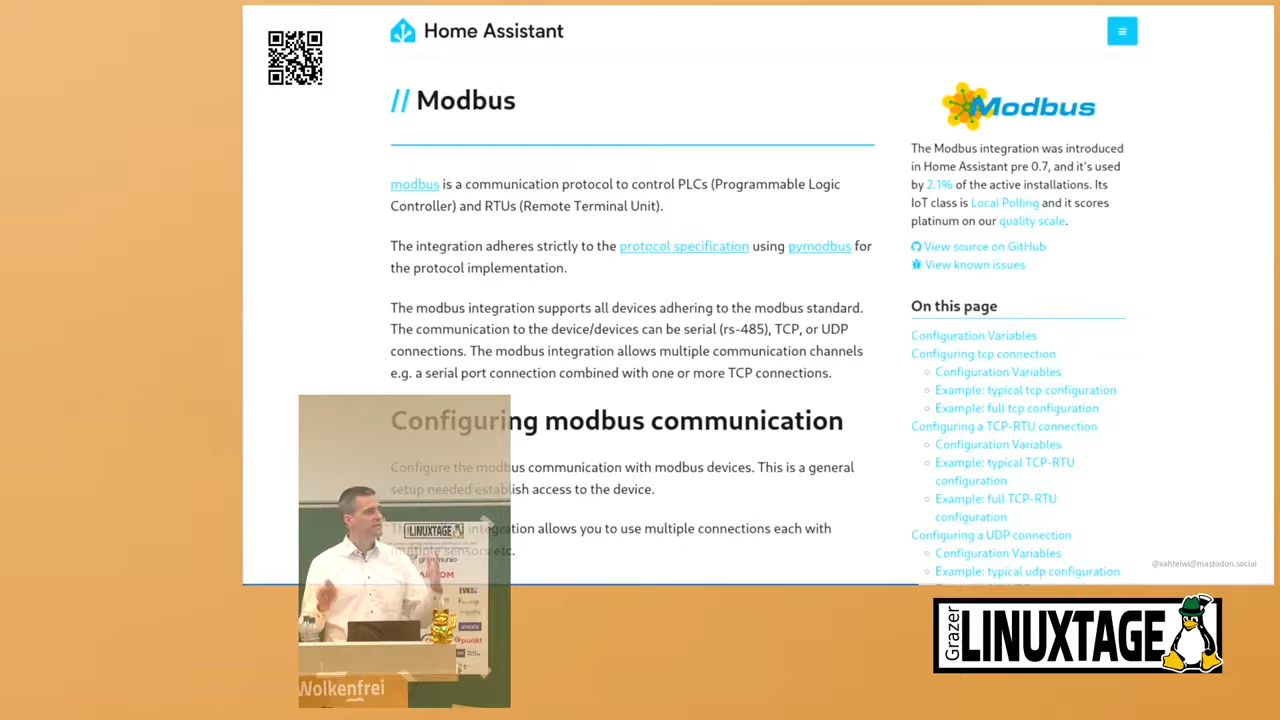 Home Assistant
// Modbus
modbus is a communication protocol to control PLCs (Programmable Logic
Controller) and RTUs (Remote Terminal Unit).
The integration adheres strictly to the protocol specification using pymodbus for
the protocol implementation.
The modbus integration supports all devices adhering to the modbus standard.
The communication to the device/devices can be serial (rs-485), TCP, or UDP
connections. The modbus integration allows multiple communication channels
e.g. a serial port connection combined with one or more TCP connections.
Configuring modbus communication
Configure the modbus communication with modbus devices. This is a general
setup needed establish access to the device.
integration allows you to use multiple connections each with
multiple sensors etc.
Modbus
The Modbus integration was introduced
in Home Assistant pre 0.7, and it's used
by 2.1% of the active installations. Its
IoT class is Local Polling and it scores
platinum on our quality scale.
View source on GitHub
View known issues
On this page
Configuration Variables
Configuring tcp connection
Configuration Variables
Example: typical tcp configuration
Example: full tcp configuration
Configuring a TCP-RTU connection
Configuration Variables
Example: typical TCP-RTU
configuration
Example: full TCP-RTU
configuration
Configuring a UDP connection
Configuration Variables
Example: typical udp configuration
@xahteiwi@mastodon.social
LINUXTAGE
Wolkenfrei
Grazer
LINUXTAGE